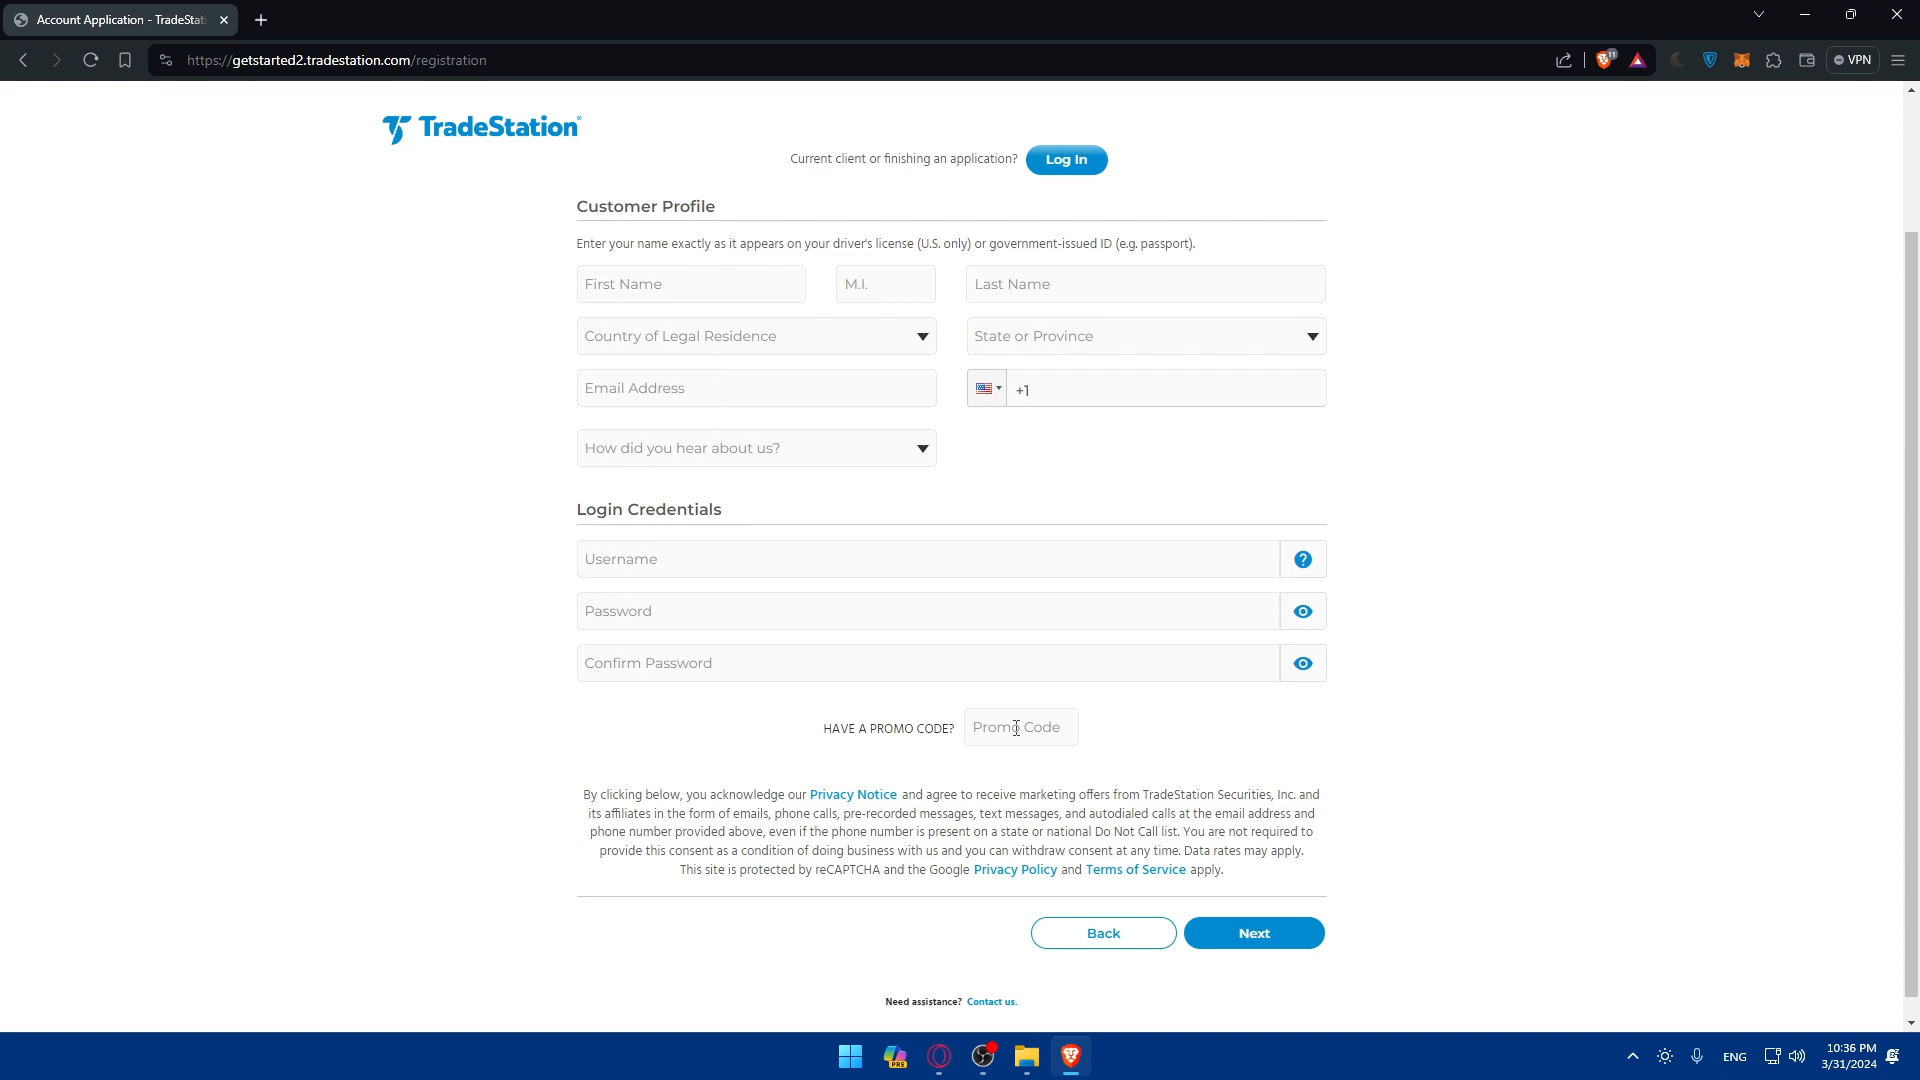 Account Application - TradeStati
https://getstarted2.tradestation.com/registration
11
VPN
TradeStation®
Current client or finishing an application?
Log In
Customer Profile
Enter your name exactly as it appears on your driver's license (U.S. only) or government-issued ID (e.g. passport).
First Name
M.I.
Last Name
Country of Legal Residence
State or Province
Email Address
+1
How did you hear about us?
Login Credentials
Username
?
Password
Confirm Password
HAVE A PROMO CODE?
Promo Code
By clicking below, you acknowledge our Privacy Notice and agree to receive marketing offers from TradeStation Securities, Inc. and
its affiliates in the form of emails, phone calls, pre-recorded messages, text messages, and autodialed calls at the email address and
phone number provided above, even if the phone number is present on a state or national Do Not Call list. You are not required to
provide this consent as a condition of doing business with us and you can withdraw consent at any time. Data rates may apply.
This site is protected by reCAPTCHA and the Google Privacy Policy and Terms of Service apply.
Back
Next
Need assistance? Contact us.
PRE
ENG
10:36 PM
3/31/2024